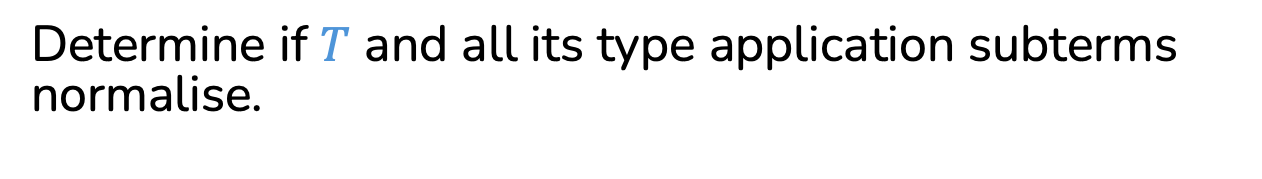 Determine if T and all its type application subterms
normalise.